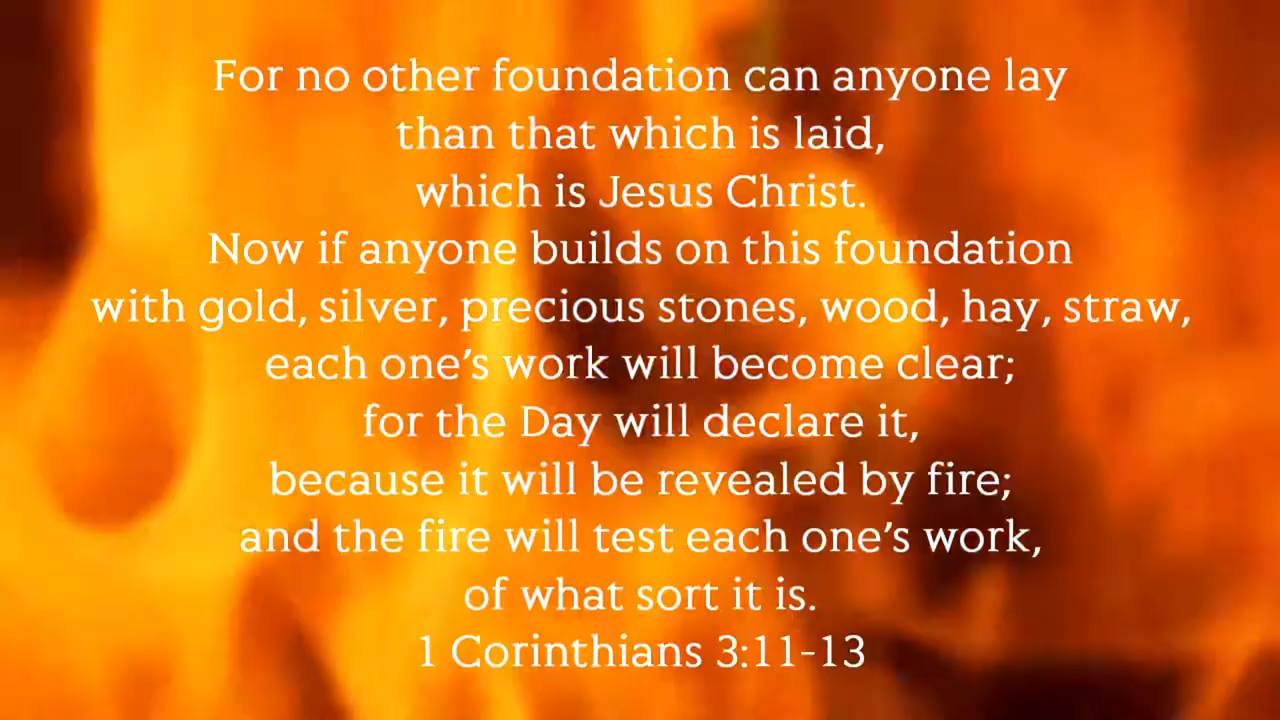 For no other foundation can anyone lay
than that which is laid,
which is Jesus Christ.
Now if anyone builds on this foundation
with gold, silver, precious stones, wood, hay, straw,
each one’s work will become clear;
for the Day will declare it,
because it will be revealed by fire;
and the fire will test each one’s work,
of what sort it is.
1 Corinthians 3:11-13